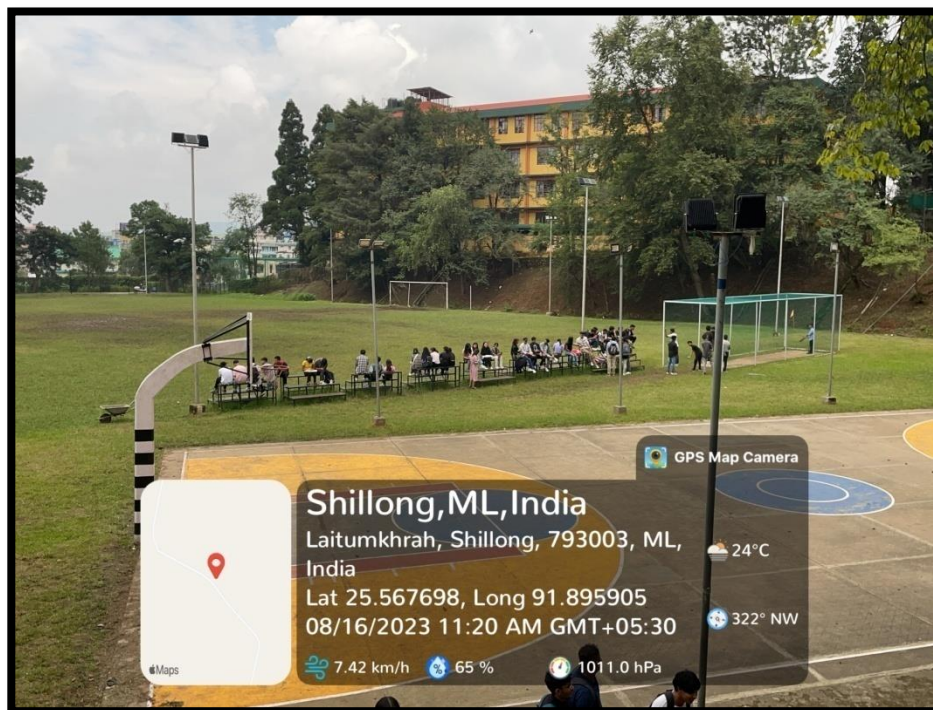 GPS Map Camera
Shillong,ML,India
Laitumkhrah, Shillong, 793003, ML,
India
Lat 25.567698, Long 91.895905
08/16/2023 11:20 AM GMT+05:30
24°C
322° NW
7.42 km/h
65 %
1011.0 hPa
Maps